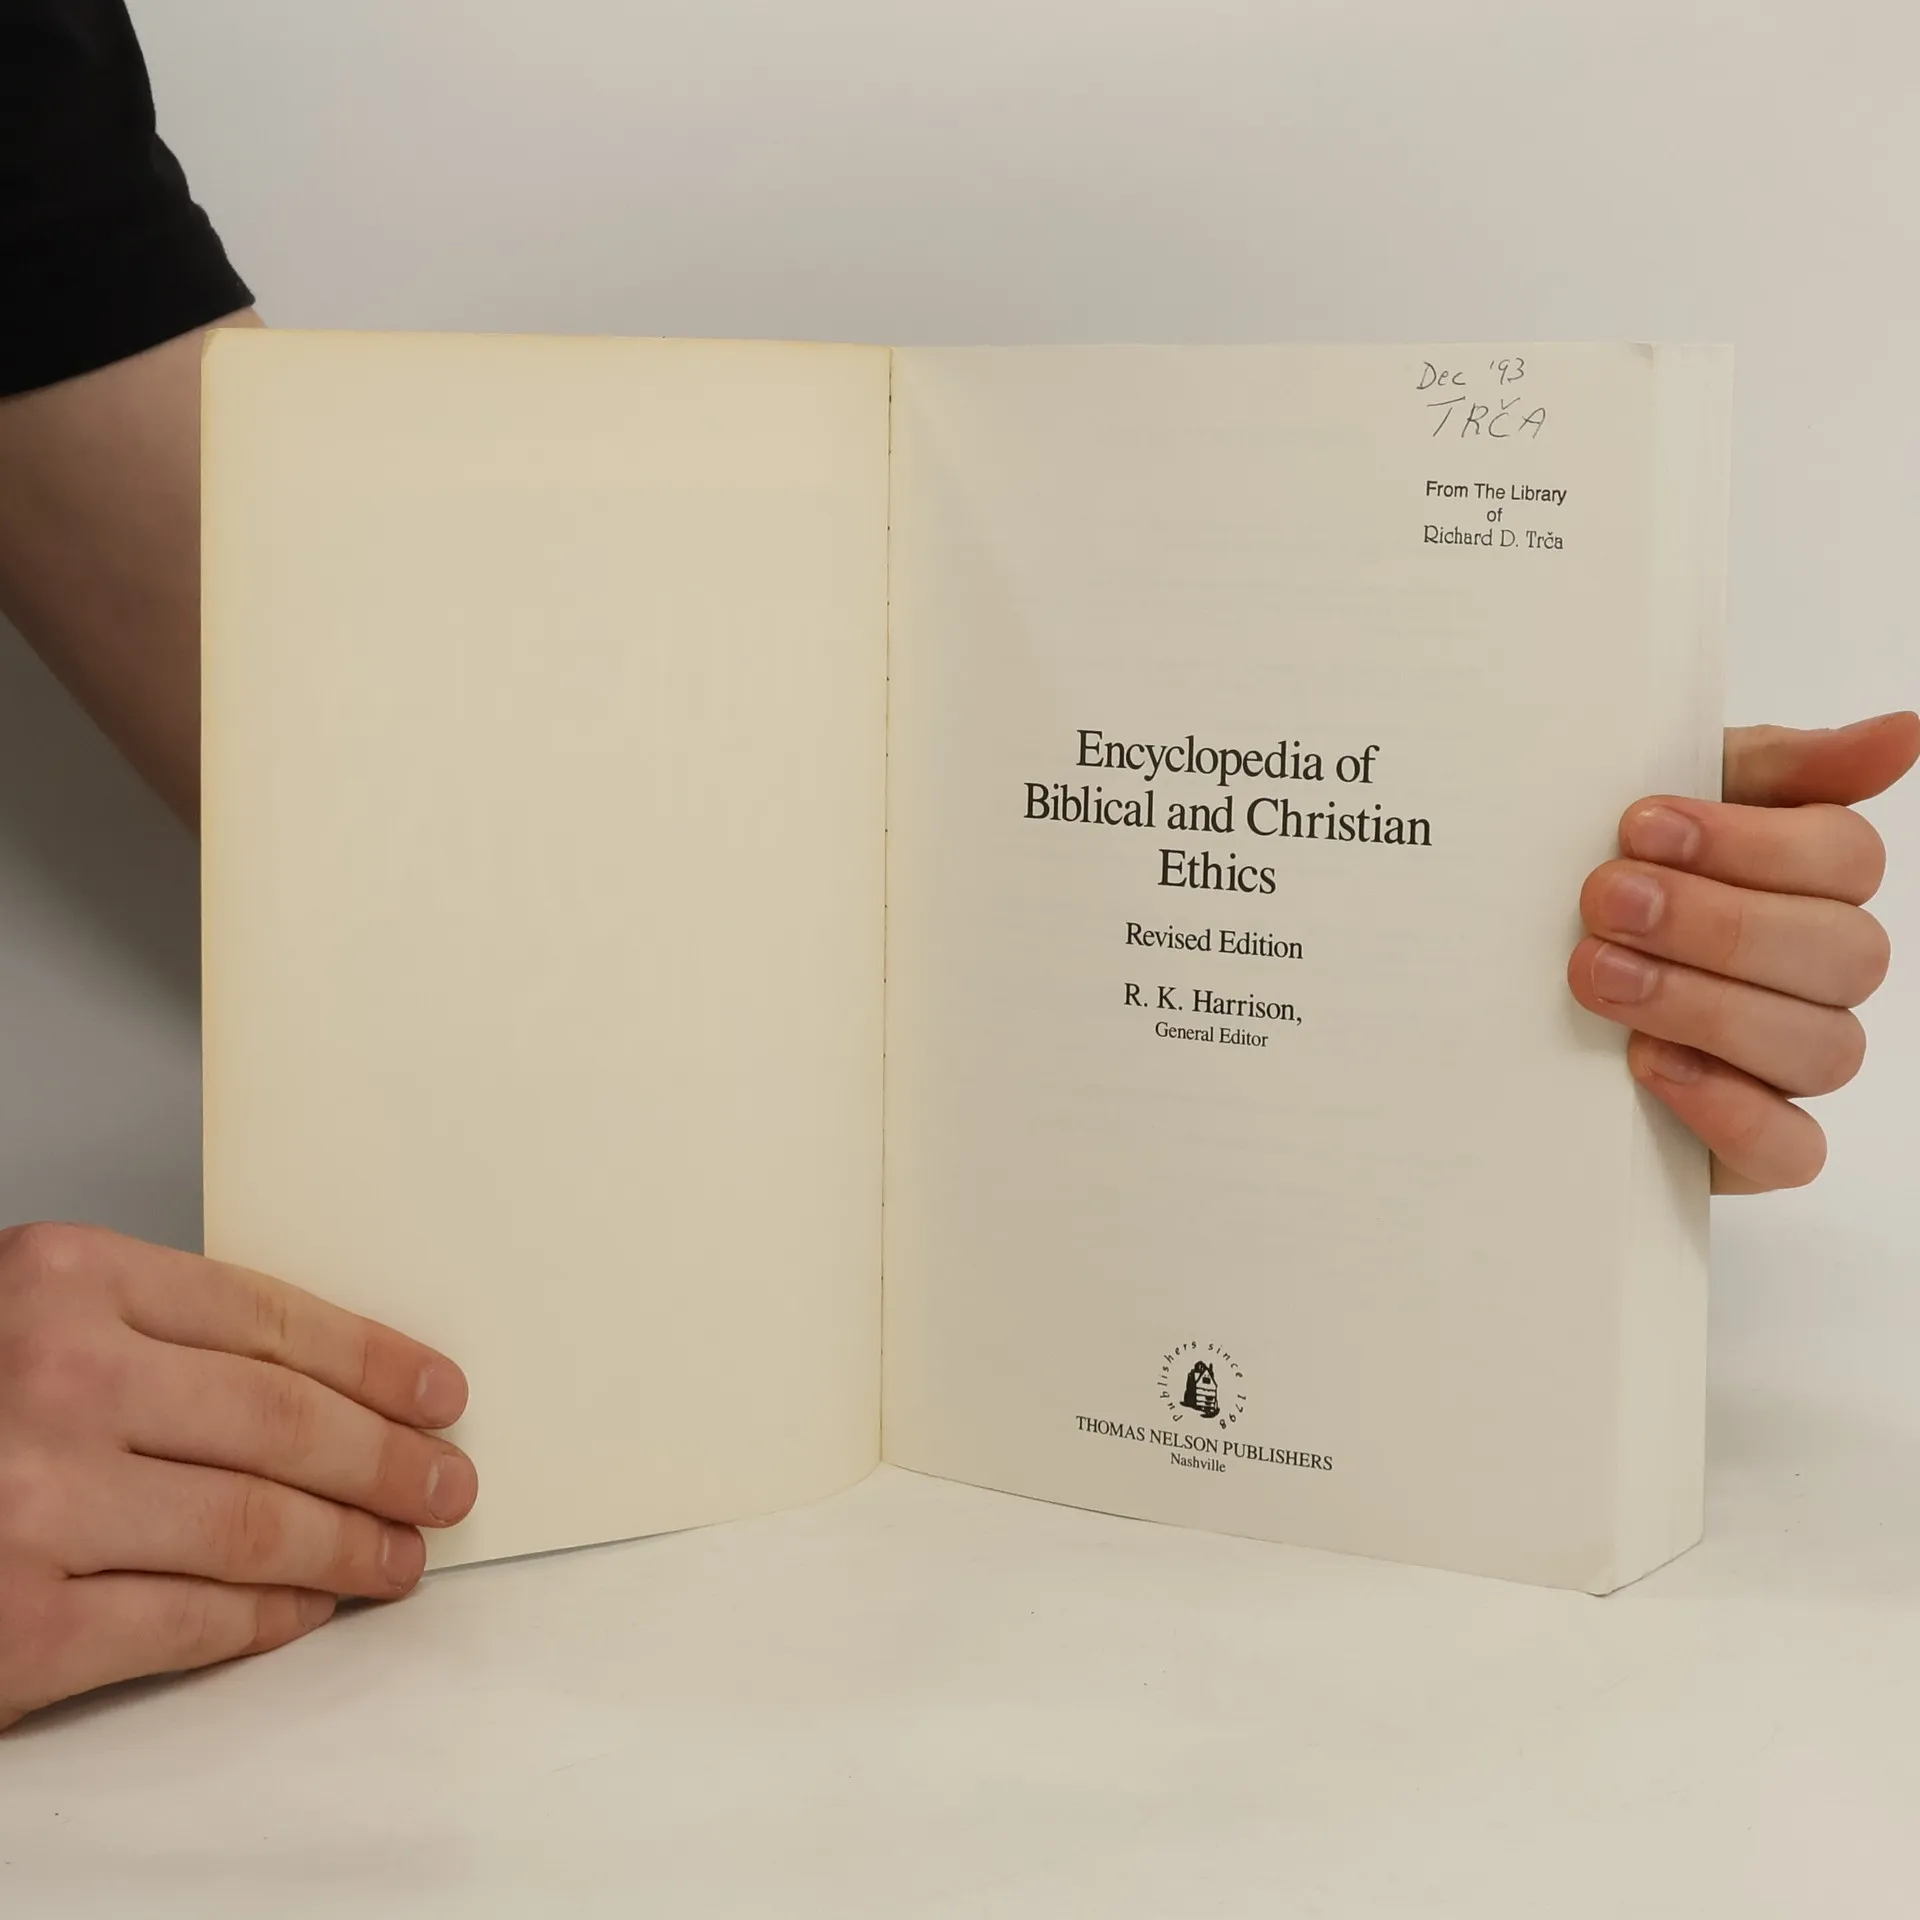 Dec '93
TRČA
From The Library
of
Richard D. Trča
Encyclopedia of
Biblical and Christian
Ethics
Revised Edition
R. K. Harrison,
General Editor
Publishers since 1798
THOMAS NELSON PUBLISHERS
Nashville